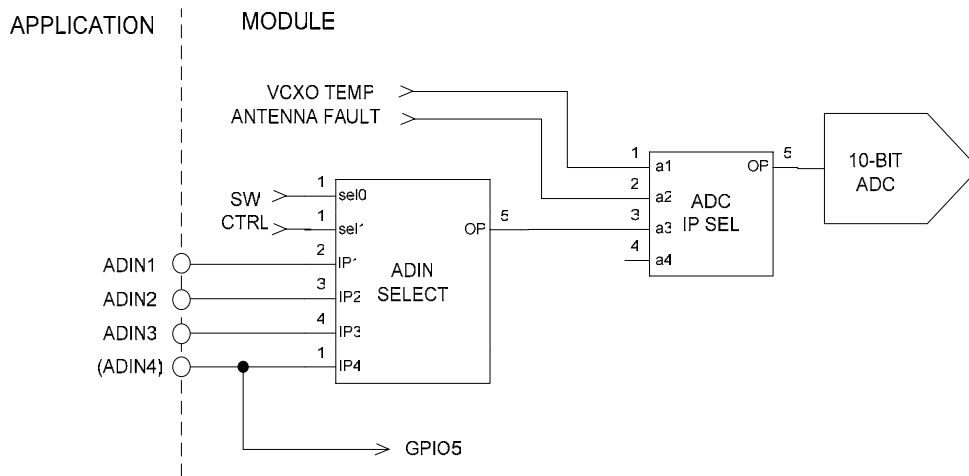 APPLICATION
MODULE
VCXO TEMP
ANTENNA FAULT
1
a1
2
a2
3
a3
4
a4
OP
5
ADC
IP SEL
10-BIT
ADC
SW
CTRL
1
sel0
1
sel1
2
IP1
3
IP2
4
IP3
1
IP4
OP
5
ADIN
SELECT
ADIN1
ADIN2
ADIN3
(ADIN4)
GPIO5